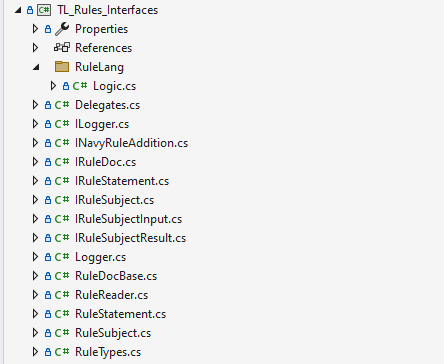 C# TL_Rules_Interfaces
Properties
References
RuleLang
C# Logic.cs
C# Delegates.cs
C# ILogger.cs
C# INavyRuleAddition.cs
C# IRuleDoc.cs
C# IRuleStatement.cs
C# IRuleSubject.cs
C# IRuleSubjectInput.cs
C# IRuleSubjectResult.cs
C# Logger.cs
C# RuleDocBase.cs
C# RuleReader.cs
C# RuleStatement.cs
C# RuleSubject.cs
C# RuleTypes.cs